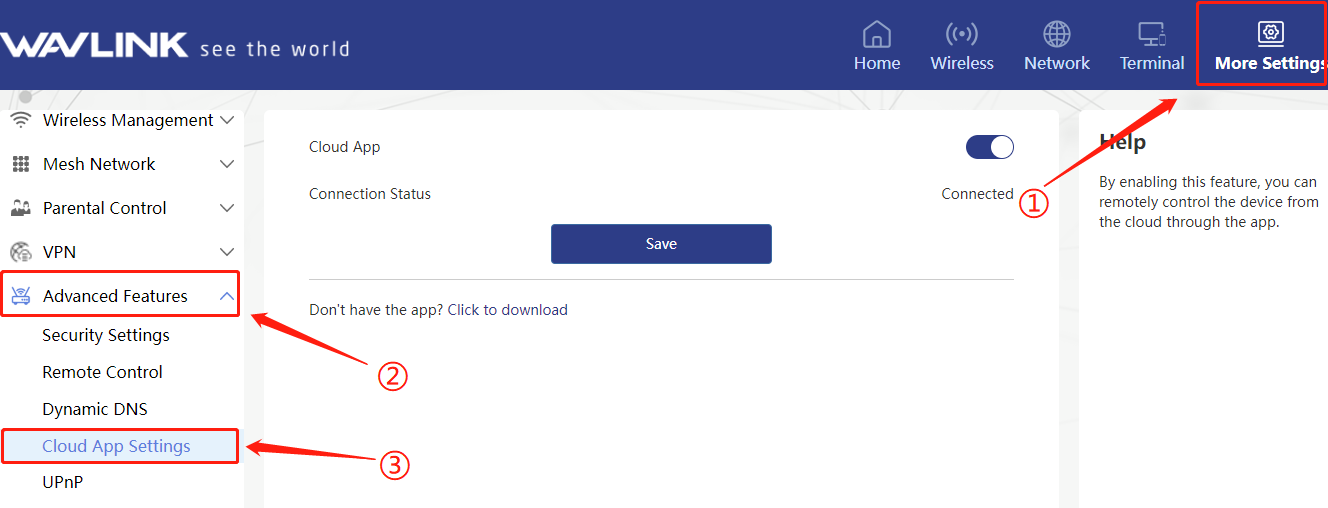 WAVLINK see the world
Home
Wireless
Network
Terminal
More Settings
①
Wireless Management
Mesh Network
Parental Control
VPN
Advanced Features
Security Settings
Remote Control
Dynamic DNS
Cloud App Settings
UPnP
②
③
Cloud App
Connection Status
Connected
Save
Don't have the app? Click to download
Help
By enabling this feature, you can
remotely control the device from
the cloud through the app.